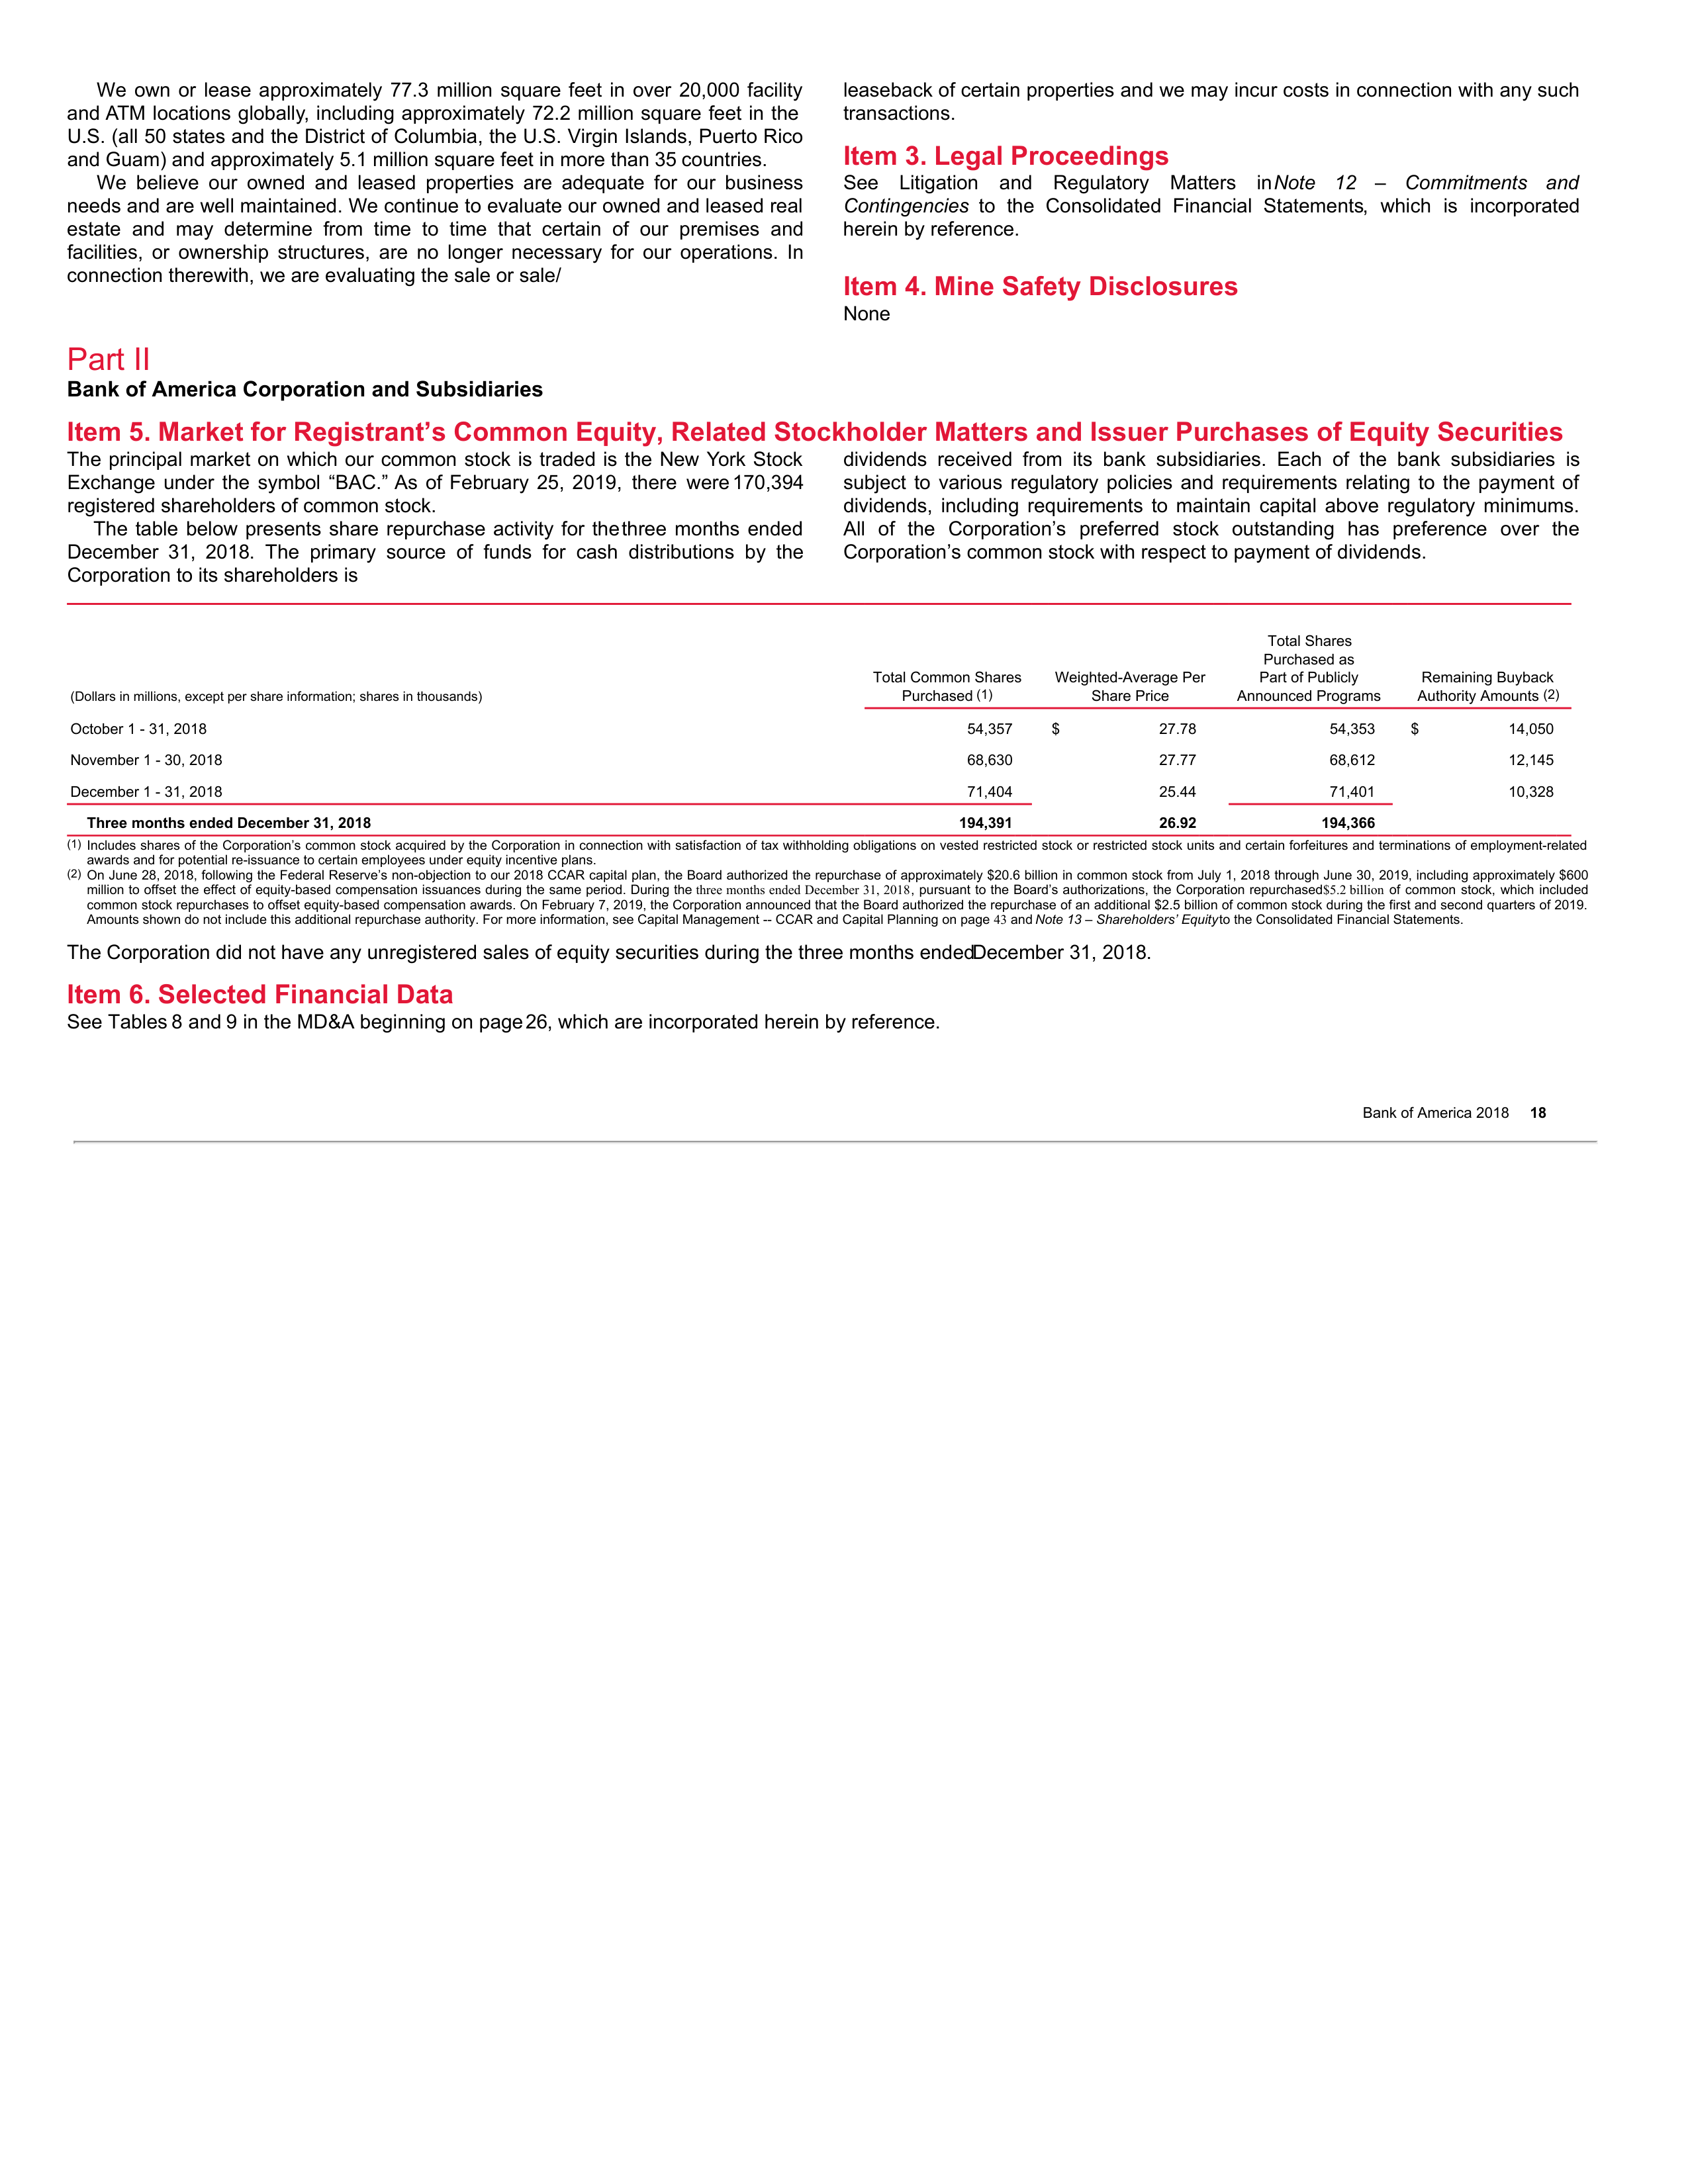 We own or lease approximately 77.3 million square feet in over 20,000 facility
and ATM locations globally, including approximately 72.2 million square feet in the
U.S. (all 50 states and the District of Columbia, the U.S. Virgin Islands, Puerto Rico
and Guam) and approximately 5.1 million square feet in more than 35 countries.
We believe our owned and leased properties are adequate for our business
needs and are well maintained. We continue to evaluate our owned and leased real
estate and may determine from time to time that certain of our premises and
facilities, or ownership structures, are no longer necessary for our operations. In
connection therewith, we are evaluating the sale or sale/
leaseback of certain properties and we may incur costs in connection with any such
transactions.
Item 3. Legal Proceedings
See Litigation and Regulatory Matters in Note 12 – Commitments and
Contingencies to the Consolidated Financial Statements, which is incorporated
herein by reference.
Item 4. Mine Safety Disclosures
None
Part II
Bank of America Corporation and Subsidiaries
Item 5. Market for Registrant’s Common Equity, Related Stockholder Matters and Issuer Purchases of Equity Securities
The principal market on which our common stock is traded is the New York Stock
Exchange under the symbol “BAC.” As of February 25, 2019, there were 170,394
registered shareholders of common stock.
The table below presents share repurchase activity for the three months ended
December 31, 2018. The primary source of funds for cash distributions by the
Corporation to its shareholders is
dividends received from its bank subsidiaries. Each of the bank subsidiaries is
subject to various regulatory policies and requirements relating to the payment of
dividends, including requirements to maintain capital above regulatory minimums.
All of the Corporation’s preferred stock outstanding has preference over the
Corporation’s common stock with respect to payment of dividends.
(Dollars in millions, except per share information; shares in thousands)
Total Common Shares
Purchased (1)
Weighted-Average Per
Share Price
Total Shares
Purchased as
Part of Publicly
Announced Programs
Remaining Buyback
Authority Amounts (2)
October 1 - 31, 2018 54,357 $ 27.78 54,353 $ 14,050
November 1 - 30, 2018 68,630 27.77 68,612 12,145
December 1 - 31, 2018 71,404 25.44 71,401 10,328
Three months ended December 31, 2018 194,391 26.92 194,366
(1) Includes shares of the Corporation’s common stock acquired by the Corporation in connection with satisfaction of tax withholding obligations on vested restricted stock or restricted stock units and certain forfeitures and terminations of employment-related
awards and for potential re-issuance to certain employees under equity incentive plans.
(2) On June 28, 2018, following the Federal Reserve’s non-objection to our 2018 CCAR capital plan, the Board authorized the repurchase of approximately $20.6 billion in common stock from July 1, 2018 through June 30, 2019, including approximately $600
million to offset the effect of equity-based compensation issuances during the same period. During the three months ended December 31, 2018, pursuant to the Board’s authorizations, the Corporation repurchased $5.2 billion of common stock, which included
common stock repurchases to offset equity-based compensation awards. On February 7, 2019, the Corporation announced that the Board authorized the repurchase of an additional $2.5 billion of common stock during the first and second quarters of 2019.
Amounts shown do not include this additional repurchase authority. For more information, see Capital Management -- CCAR and Capital Planning on page 43 and Note 13 – Shareholders’ Equity to the Consolidated Financial Statements.
The Corporation did not have any unregistered sales of equity securities during the three months ended December 31, 2018.
Item 6. Selected Financial Data
See Tables 8 and 9 in the MD&A beginning on page 26, which are incorporated herein by reference.
Bank of America 2018 18